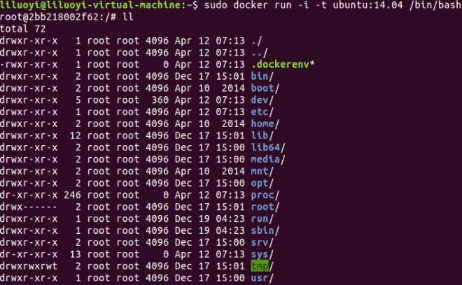 liluoyi@liluoyi-virtual-machine:~$ sudo docker run -i -t ubuntu:14.04 /bin/bash
root@2bb218002f62:/# ll
total 72
drwxr-xr-x 1 root root 4096 Apr 12 07:13 ./
drwxr-xr-x 1 root root 4096 Apr 12 07:13 ../
-rwxr-xr-x 1 root root 0 Apr 12 07:13 .dockerenv*
drwxr-xr-x 2 root root 4096 Dec 17 15:01 bin/
drwxr-xr-x 2 root root 4096 Apr 10 2014 boot/
drwxr-xr-x 5 root root 360 Apr 12 07:13 dev/
drwxr-xr-x 1 root root 4096 Apr 12 07:13 etc/
drwxr-xr-x 2 root root 4096 Apr 10 2014 home/
drwxr-xr-x 12 root root 4096 Dec 17 15:01 lib/
drwxr-xr-x 2 root root 4096 Dec 17 15:00 lib64/
drwxr-xr-x 2 root root 4096 Dec 17 15:00 media/
drwxr-xr-x 2 root root 4096 Apr 10 2014 mnt/
drwxr-xr-x 2 root root 4096 Dec 17 15:00 opt/
dr-xr-xr-x 246 root root 0 Apr 12 07:13 proc/
drwx------ 2 root root 4096 Dec 17 15:01 root/
drwxr-xr-x 1 root root 4096 Dec 19 04:23 run/
drwxr-xr-x 1 root root 4096 Dec 19 04:23 sbin/
drwxr-xr-x 2 root root 4096 Dec 17 15:00 srv/
dr-xr-xr-x 13 root root 0 Apr 12 07:13 sys/
drwxrwxrwt 2 root root 4096 Dec 17 15:01 tmp/
drwxr-xr-x 1 root root 4096 Dec 17 15:00 usr/